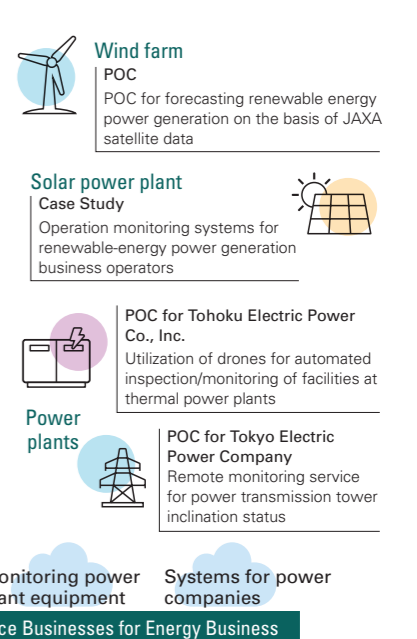 Wind farm
POC
POC for forecasting renewable energy
power generation on the basis of JAXA
satellite data
Solar power plant
Case Study
Operation monitoring systems for
renewable-energy power generation
business operators
POC for Tohoku Electric Power
Co., Inc.
Utilization of drones for automated
inspection/monitoring of facilities at
thermal power plants
Power
plants
POC for Tokyo Electric
Power Company
Remote monitoring service
for power transmission tower
inclination status
power
equipment
Systems for power
companies
Businesses for Energy Business